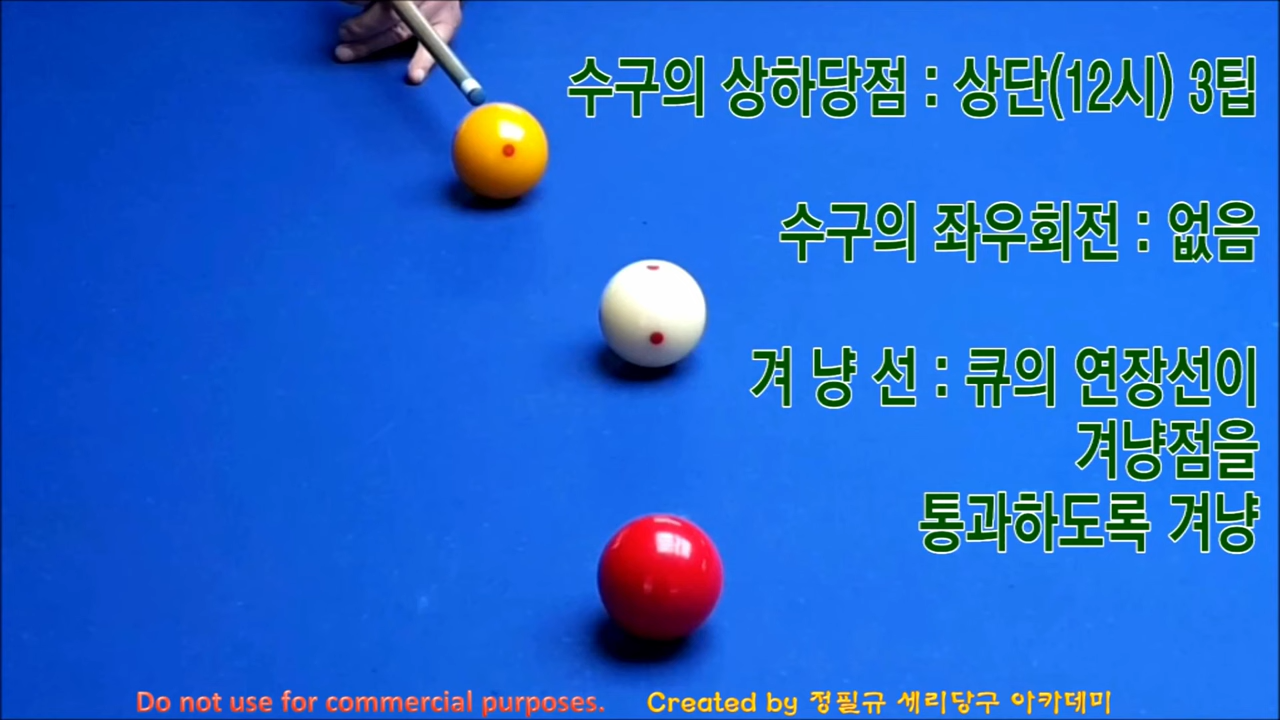 수구의 상하당점 : 상단(12시) 3팁
수구의 좌우회전 : 없음
겨 냥 선 : 큐의 연장선이
겨냥점을
통과하도록 겨냥
Do not use for commercial purposes. Created by 정필규 세리당구 아카데미